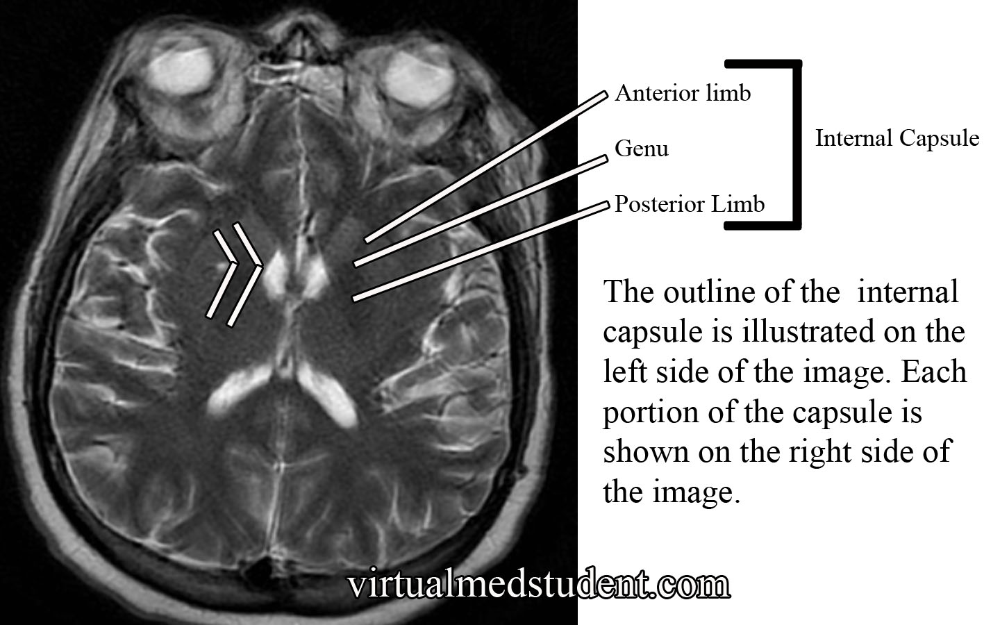 Anterior limb
Genu
Internal Capsule
Posterior Limb
The outline of the internal
capsule is illustrated on the
left side of the image. Each
portion of the capsule is
shown on the right side of
the image.
virtualmedstudent.com